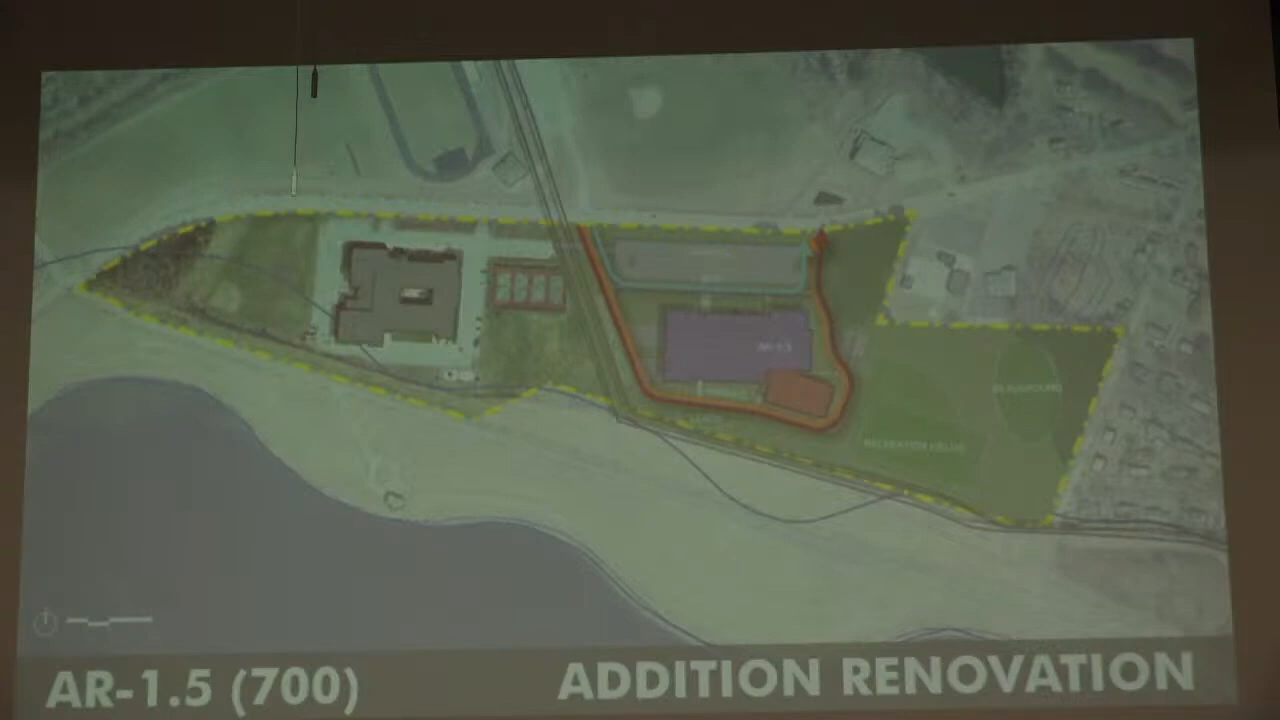 AR-1.5
PLAYGROUND
RECREATION FIELDS
AR-1.5 (700)
ADDITION RENOVATION